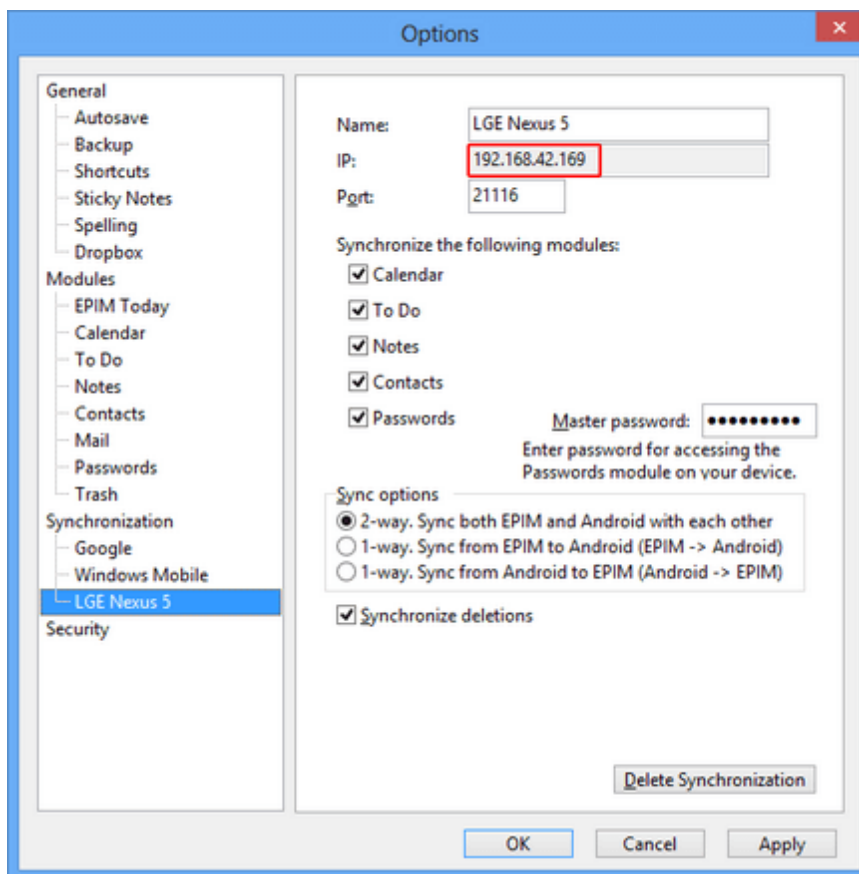 Options
General
Autosave
Backup
Shortcuts
Sticky Notes
Spelling
Dropbox
Modules
EPIM Today
Calendar
To Do
Notes
Contacts
Mail
Passwords
Trash
Synchronization
Google
Windows Mobile
LGE Nexus 5
Security
Name: LGE Nexus 5
IP: 192.168.42.169
Port: 21116
Synchronize the following modules:
Calendar
To Do
Notes
Contacts
Passwords Master password: •••••••••
Enter password for accessing the
Passwords module on your device.
Sync options
2-way. Sync both EPIM and Android with each other
1-way. Sync from EPIM to Android (EPIM -> Android)
1-way. Sync from Android to EPIM (Android -> EPIM)
Synchronize deletions
Delete Synchronization
OK Cancel Apply